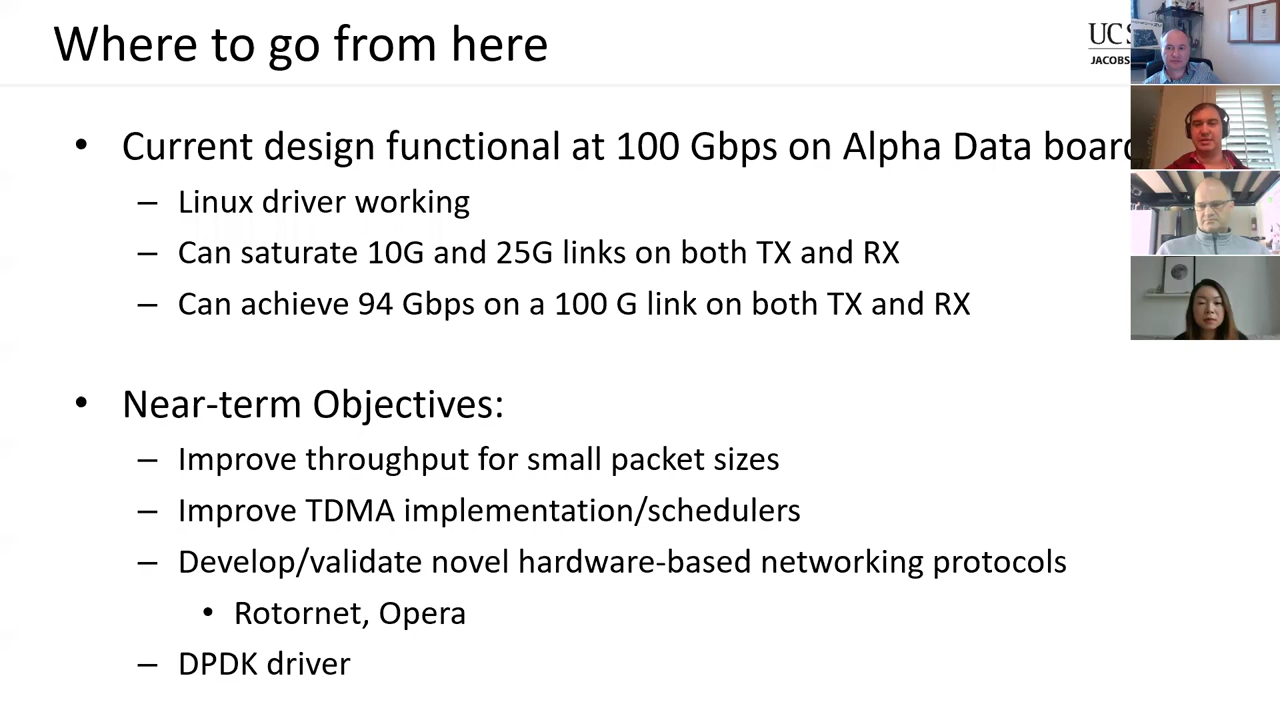 Where to go from here
UC
JACOBS
• Current design functional at 100 Gbps on Alpha Data
– Linux driver working
– Can saturate 10G and 25G links on both TX and RX
– Can achieve 94 Gbps on a 100 G link on both TX and RX
• Near-term Objectives:
– Improve throughput for small packet sizes
– Improve TDMA implementation/schedulers
– Develop/validate novel hardware-based networking protocols
• Rotornet, Opera
– DPDK driver